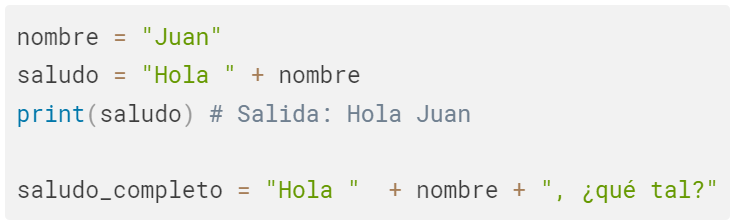 nombre = "Juan"
saludo = "Hola " + nombre
print(saludo) # Salida: Hola Juan

saludo_completo = "Hola "  + nombre + ", ¿qué tal?"